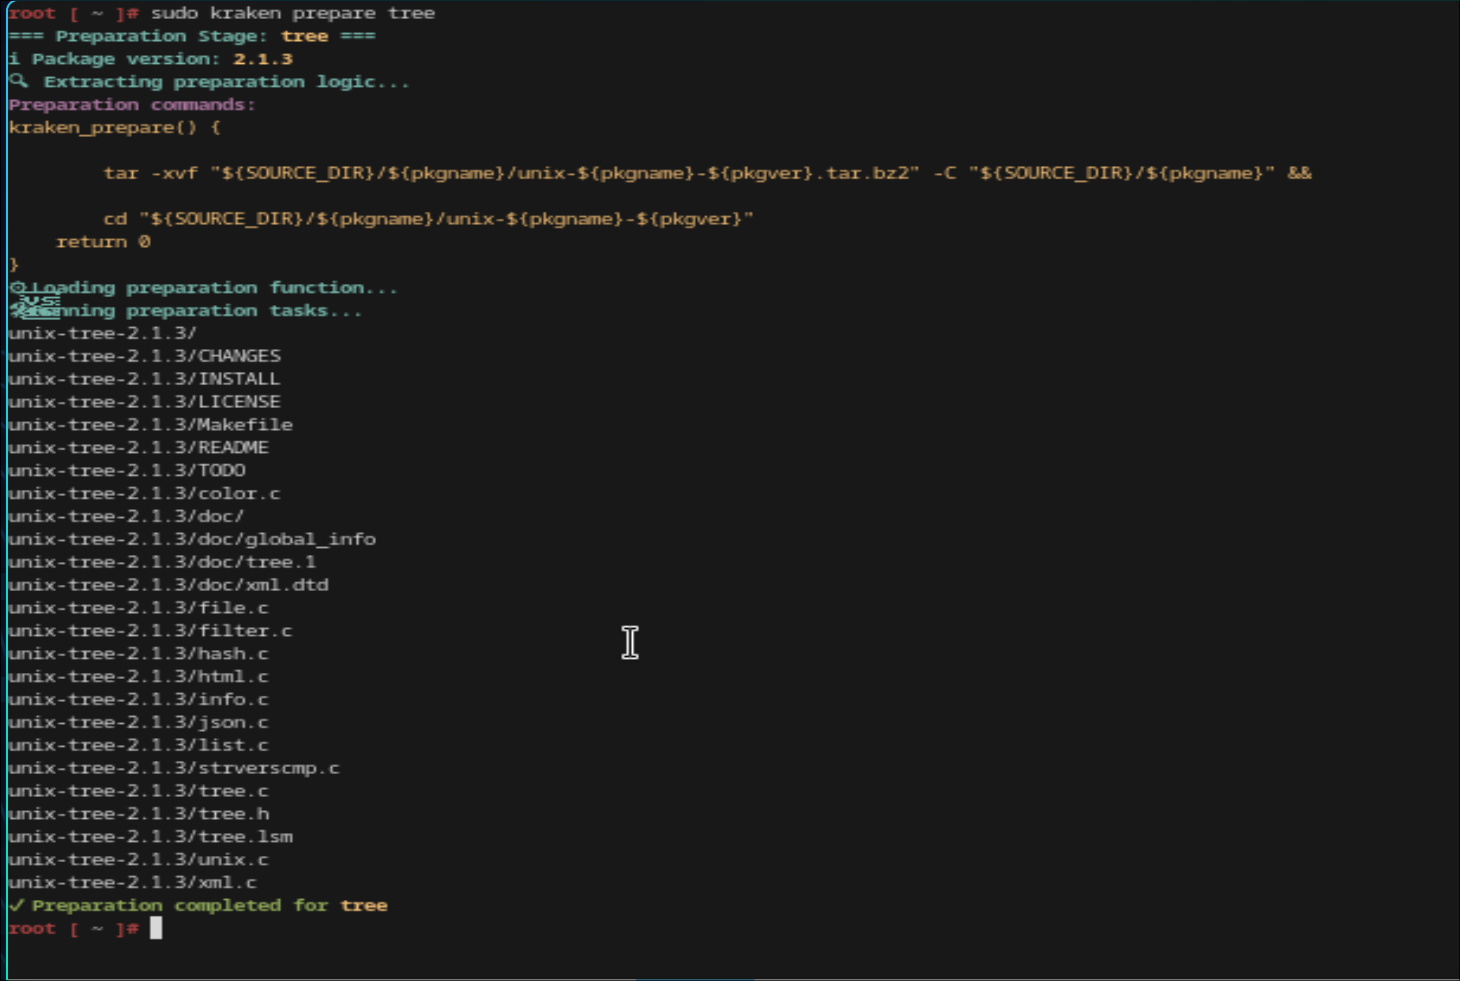 root [ ~ ]# sudo kraken prepare tree
=== Preparation Stage: tree ===
i Package version: 2.1.3
🔍 Extracting preparation logic...
Preparation commands:
kraken_prepare() {
tar -xvf "${SOURCE_DIR}/${pkgname}/unix-${pkgname}-${pkgver}.tar.bz2" -C "${SOURCE_DIR}/${pkgname}" &&
cd "${SOURCE_DIR}/${pkgname}/unix-${pkgname}-${pkgver}"
return 0
}
⚙ Loading preparation function...
preparation tasks...
unix-tree-2.1.3/
unix-tree-2.1.3/CHANGES
unix-tree-2.1.3/INSTALL
unix-tree-2.1.3/LICENSE
unix-tree-2.1.3/Makefile
unix-tree-2.1.3/README
unix-tree-2.1.3/TODO
unix-tree-2.1.3/color.c
unix-tree-2.1.3/doc/
unix-tree-2.1.3/doc/global_info
unix-tree-2.1.3/doc/tree.1
unix-tree-2.1.3/doc/xml.dtd
unix-tree-2.1.3/file.c
unix-tree-2.1.3/filter.c
unix-tree-2.1.3/hash.c
unix-tree-2.1.3/html.c
unix-tree-2.1.3/info.c
unix-tree-2.1.3/json.c
unix-tree-2.1.3/list.c
unix-tree-2.1.3/strverscmp.c
unix-tree-2.1.3/tree.c
unix-tree-2.1.3/tree.h
unix-tree-2.1.3/tree.lsm
unix-tree-2.1.3/unix.c
unix-tree-2.1.3/xml.c
✓ Preparation completed for tree
root [ ~ ]#